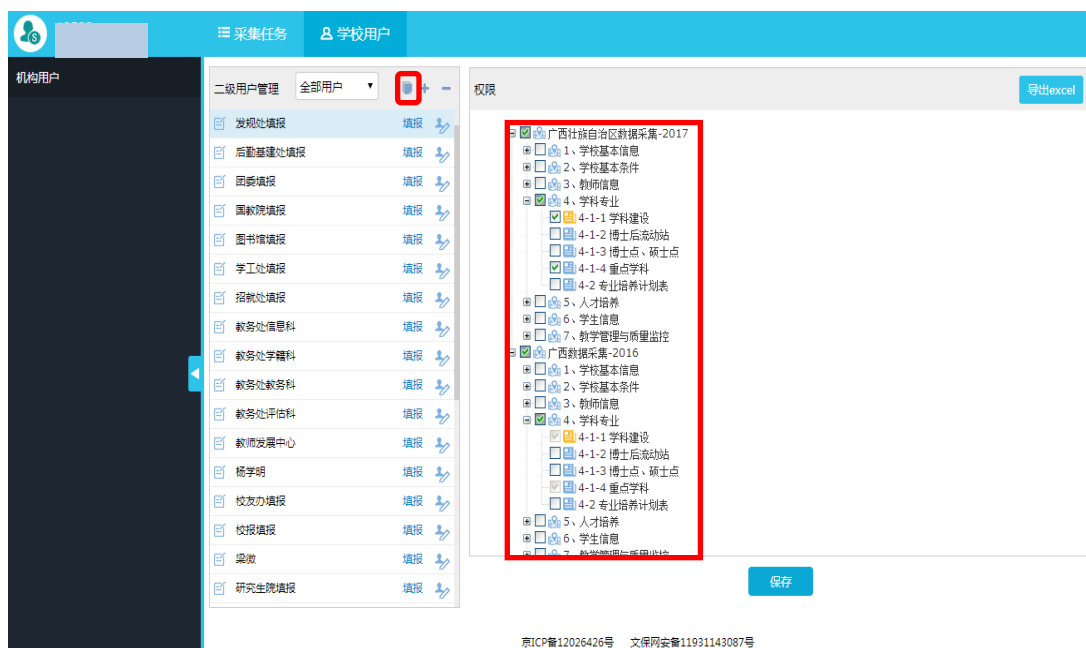 采集任务 学校用户
机构用户
二级用户管理 全部用户
发规处填报 填报
后勤基建处填报 填报
团委填报 填报
国教院填报 填报
图书馆填报 填报
学工处填报 填报
招就处填报 填报
教务处信息科 填报
教务处学籍科 填报
教务处教务科 填报
教务处评估科 填报
教师发展中心 填报
杨学明 填报
校友办填报 填报
校报填报 填报
梁微 填报
研究生院填报 填报
权限 导出excel
广西壮族自治区数据采集-2017
1、学校基本信息
2、学校基本条件
3、教师信息
4、学科专业
4-1-1 学科建设
4-1-2 博士后流动站
4-1-3 博士点、硕士点
4-1-4 重点学科
4-2 专业培养计划表
5、人才培养
6、学生信息
7、教学管理与质量监控
广西数据采集-2016
1、学校基本信息
2、学校基本条件
3、教师信息
4、学科专业
4-1-1 学科建设
4-1-2 博士后流动站
4-1-3 博士点、硕士点
4-1-4 重点学科
4-2 专业培养计划表
5、人才培养
6、学生信息
7、教学管理与质量监控
保存
京ICP备12026426号 文保网安备11931143087号